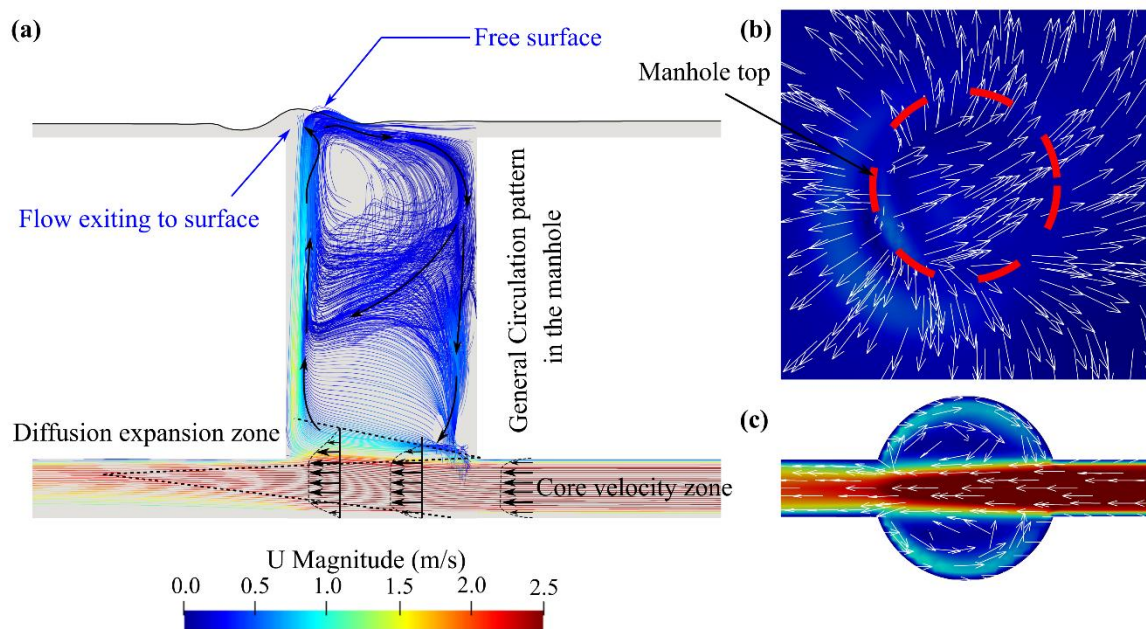 (a)
Free surface
Flow exiting to surface
General Circulation pattern
in the manhole
Diffusion expansion zone
Core velocity zone
U Magnitude (m/s)
0.0 0.5 1.0 1.5 2.0 2.5
(b)
Manhole top
(c)